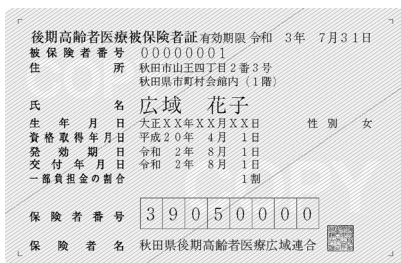 後期高齢者医療被保険者証 有効期限 令和 3年 7月31日
被保険者番号 00000001
住所 秋田市山王四丁目2番3号
秋田県市町村会館内（1階）
氏名 広域 花子
生年月日 大正XX年XX月XX日 性別 女
資格取得年月日 平成20年 4月 1日
発効期日 令和 2年 8月 1日
交付年月日 令和 2年 8月 1日
一部負担金の割合 1割
COPY
COPY
保険者番号 39050000
保険者名 秋田県後期高齢者医療広域連合